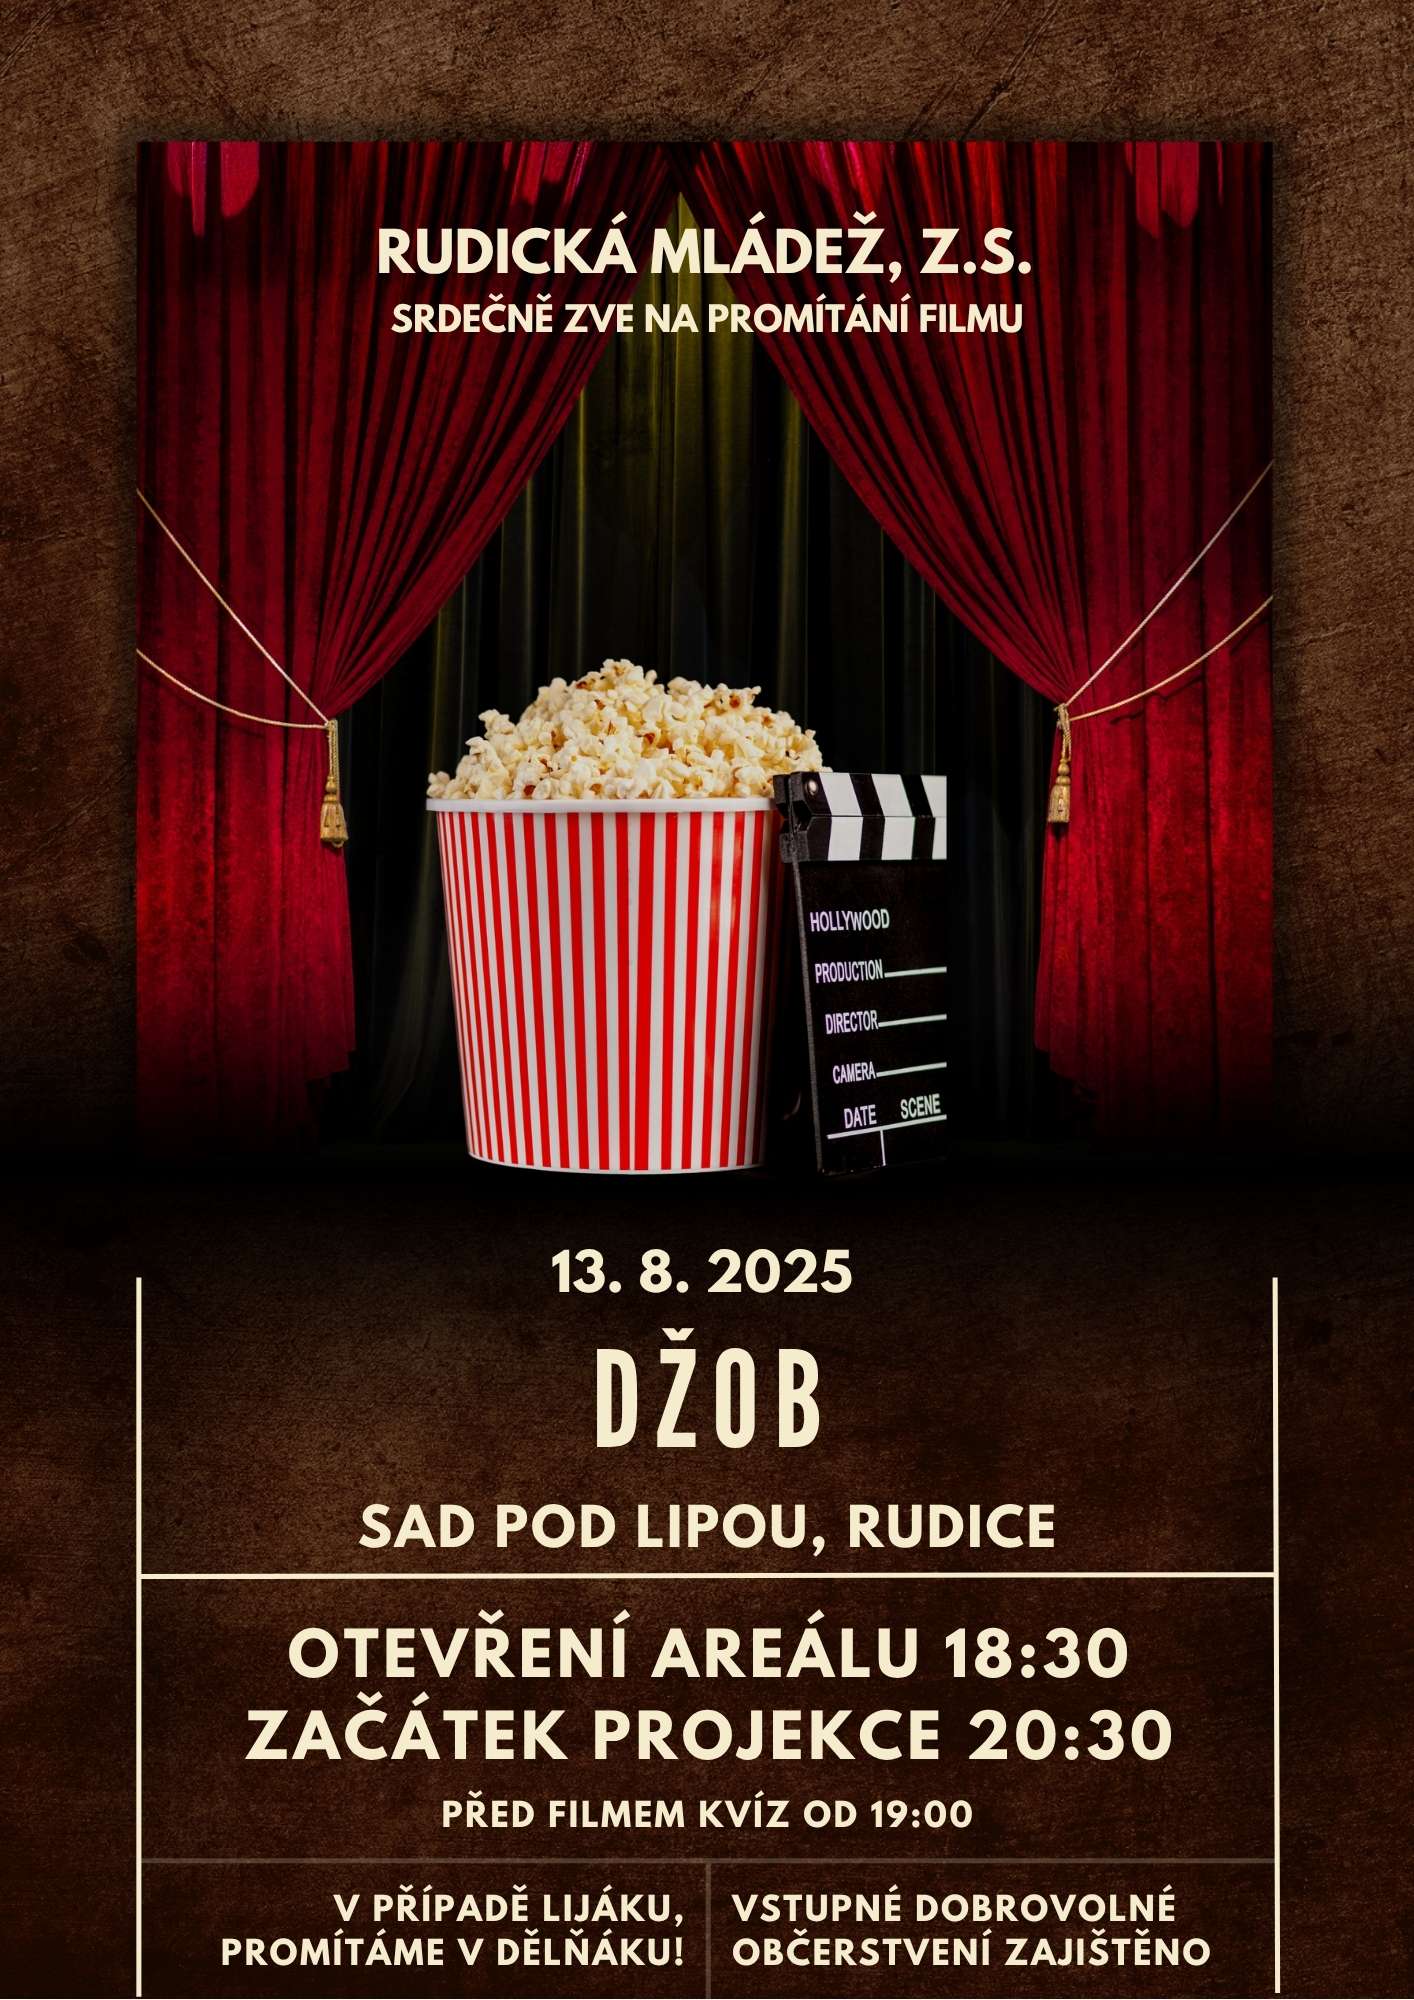 RUDICKÁ MLÁDEŽ, Z.S.
SRDEČNĚ ZVE NA PROMÍTÁNÍ FILMU
HOLLYWOOD
PRODUCTION
DIRECTOR
CAMERA
DATE SCENE
13. 8. 2025
DŽOB
SAD POD LIPOU, RUDICE
OTEVŘENÍ AREÁLU 18:30
ZAČÁTEK PROJEKCE 20:30
PŘED FILMEM KVÍZ OD 19:00
V PŘÍPADĚ LIJÁKU,
PROMÍTÁME V DĚLŇÁKU!
VSTUPNÉ DOBROVOLNÉ
OBČERSTVENÍ ZAJIŠTĚNO